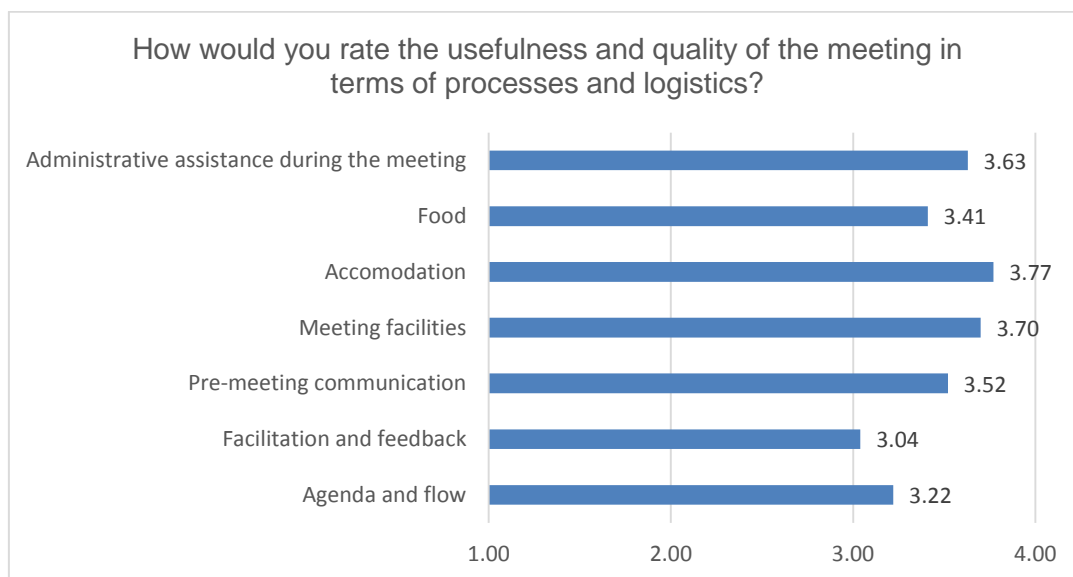 How would you rate the usefulness and quality of the meeting in
terms of processes and logistics?
Administrative assistance during the meeting 3.63
Food 3.41
Accomodation 3.77
Meeting facilities 3.70
Pre-meeting communication 3.52
Facilitation and feedback 3.04
Agenda and flow 3.22
1.00 2.00 3.00 4.00